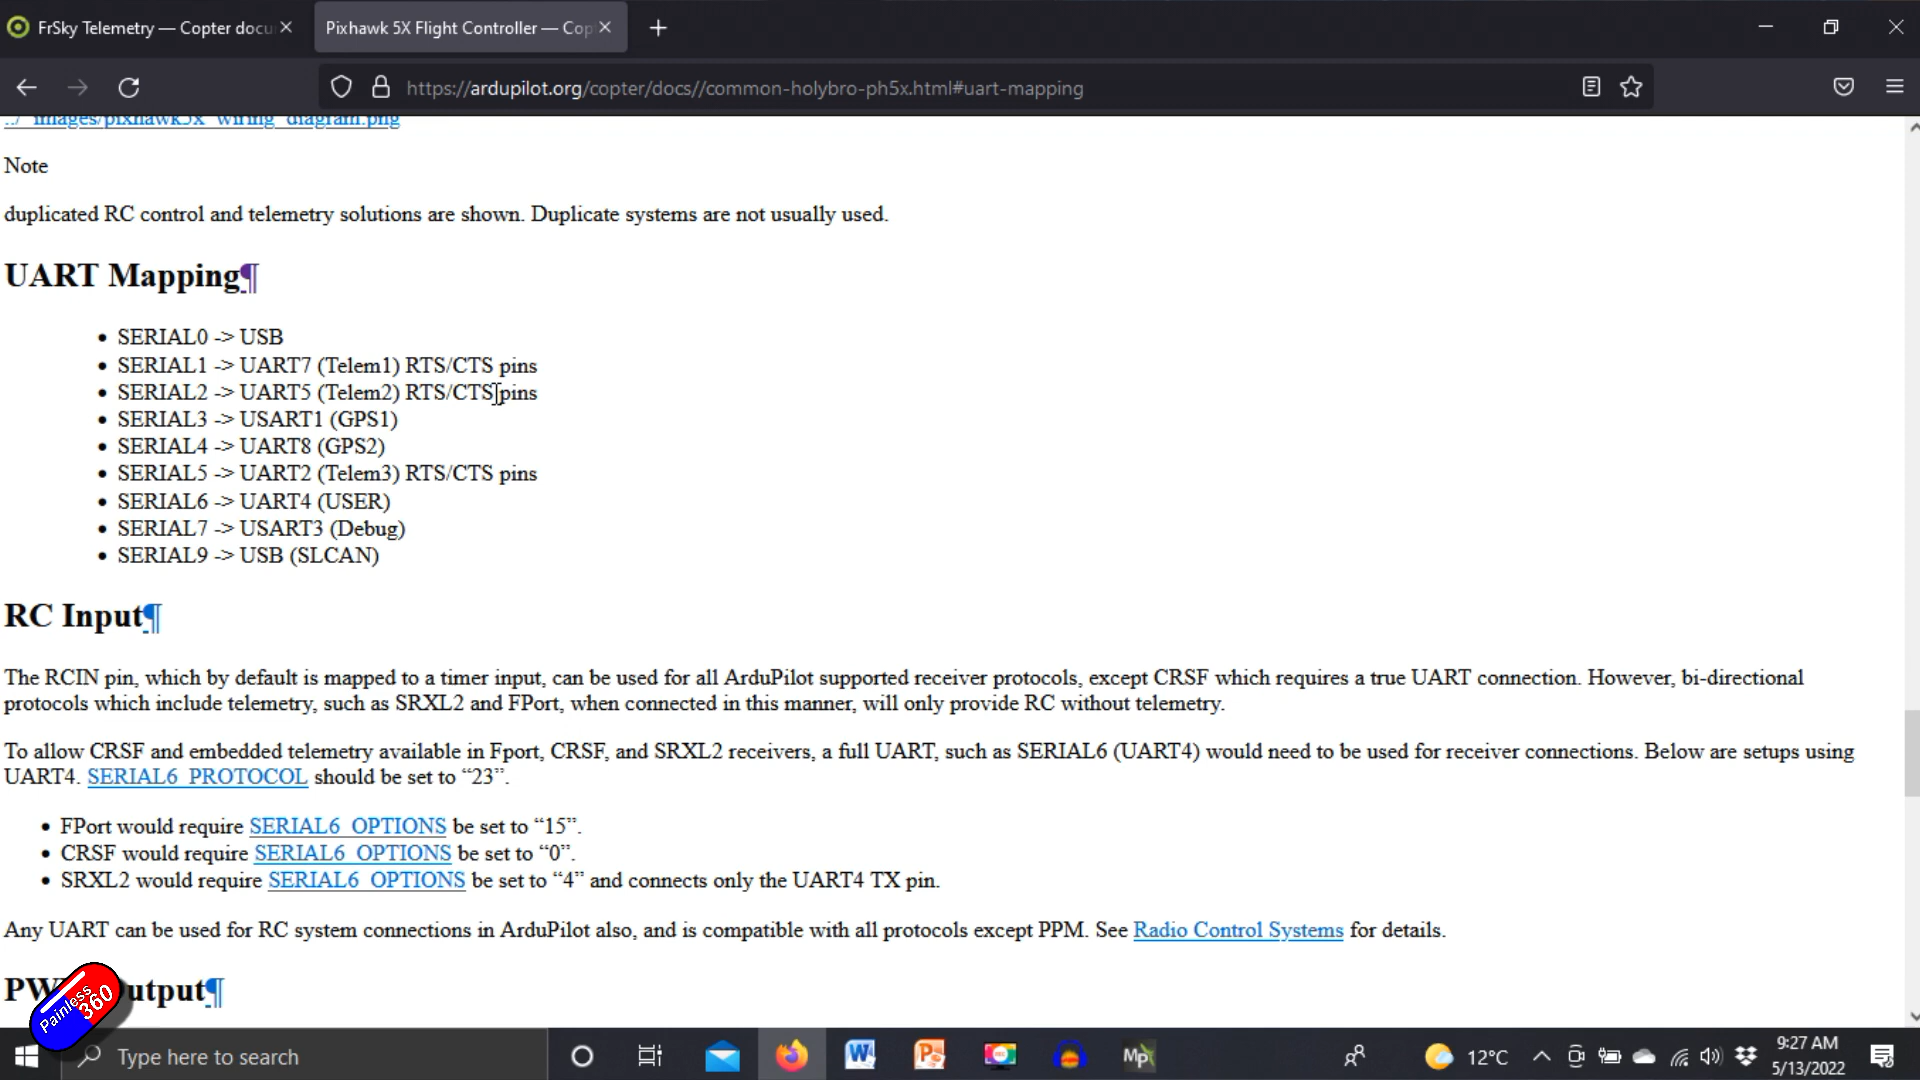 FrSky Telemetry — Copter docu
Pixhawk 5X Flight Controller — Cop
https://ardupilot.org/copter/docs//common-holybro-ph5x.html#uart-mapping
../_images/pixhawk5x_wiring_diagram.png
Note
duplicated RC control and telemetry solutions are shown. Duplicate systems are not usually used.
UART Mapping¶
• SERIAL0 -> USB
• SERIAL1 -> UART7 (Telem1) RTS/CTS pins
• SERIAL2 -> UART5 (Telem2) RTS/CTS pins
• SERIAL3 -> USART1 (GPS1)
• SERIAL4 -> UART8 (GPS2)
• SERIAL5 -> UART2 (Telem3) RTS/CTS pins
• SERIAL6 -> UART4 (USER)
• SERIAL7 -> USART3 (Debug)
• SERIAL9 -> USB (SLCAN)
RC Input¶
The RCIN pin, which by default is mapped to a timer input, can be used for all ArduPilot supported receiver protocols, except CRSF which requires a true UART connection. However, bi-directional
protocols which include telemetry, such as SRXL2 and FPort, when connected in this manner, will only provide RC without telemetry.
To allow CRSF and embedded telemetry available in Fport, CRSF, and SRXL2 receivers, a full UART, such as SERIAL6 (UART4) would need to be used for receiver connections. Below are setups using
UART4. SERIAL6_PROTOCOL should be set to “23”.
• FPort would require SERIAL6_OPTIONS be set to “15”.
• CRSF would require SERIAL6_OPTIONS be set to “0”.
• SRXL2 would require SERIAL6_OPTIONS be set to “4” and connects only the UART4 TX pin.
Any UART can be used for RC system connections in ArduPilot also, and is compatible with all protocols except PPM. See Radio Control Systems for details.
PW utput¶
Painless
360
Type here to search
12°C
9:27 AM
5/13/2022